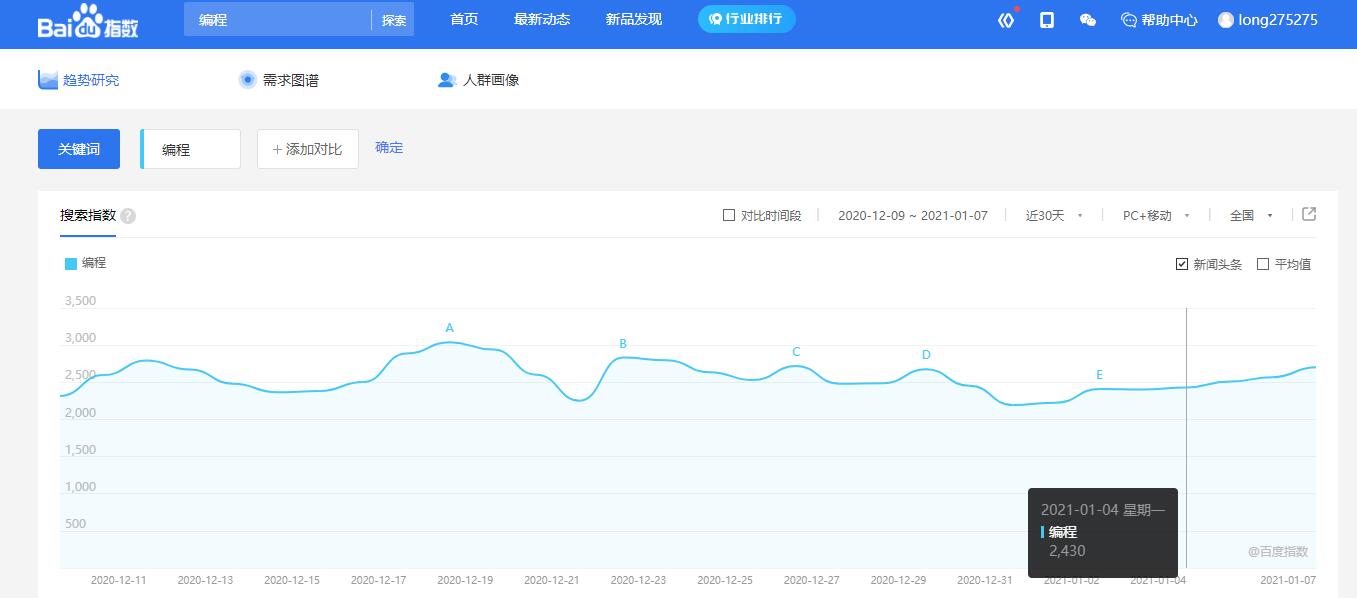 Bai du 指数
编程 探索 首页 最新动态 新品发现 行业排行 帮助中心 long275275
趋势研究 需求图谱 人群画像
关键词 编程 +添加对比 确定
搜索指数 ? 对比时间段 2020-12-09 ~ 2021-01-07 近30天 PC+移动 全国
编程 新闻头条 平均值
3,500
3,000
2,500
2,000
1,500
1,000
500
A
B
C
D
E
2021-01-04 星期一
编程
2,430
@百度指数
2020-12-11 2020-12-13 2020-12-15 2020-12-17 2020-12-19 2020-12-21 2020-12-23 2020-12-25 2020-12-27 2020-12-29 2020-12-31 2021-01-02 2021-01-04 2021-01-07